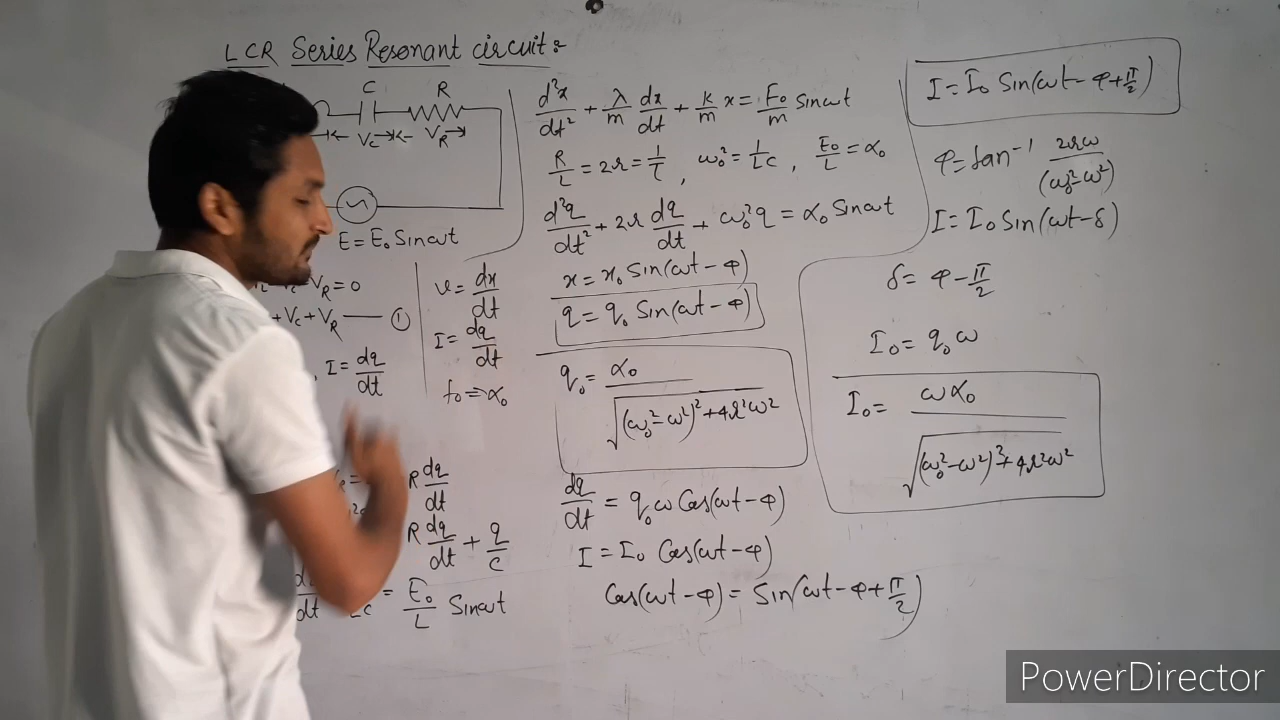 LCR Series Resonant circuit:
C R
V_C V_R
E = E₀ Sinωt
V_R = 0
+ V_C + V_R —— ①
, I = dq/dt
R dq/dt
R dq/dt + q/c
= E₀/L Sinωt
v = dx/dt
I = dq/dt
f₀ ⇒ α₀
d²x/dt² + λ/m dx/dt + k/m x = F₀/m Sinωt
R/L = 2r = 1/τ , ω₀² = 1/LC , E₀/L = α₀
d²q/dt² + 2r dq/dt + ω₀²q = α₀ Sinωt
x = x₀ Sin(ωt - φ)
q = q₀ Sin(ωt - φ)
q₀ = α₀/√((ω₀² - ω²)² + 4r²ω²)
dq/dt = q₀ω Cos(ωt - φ)
I = I₀ Cos(ωt - φ)
Cos(ωt - φ) = Sin(ωt - φ + π/2)
I = I₀ Sin(ωt - φ + π/2)
φ = tan⁻¹ 2rω/(ω₀² - ω²)
I = I₀ Sin(ωt - δ)
δ = φ - π/2
I₀ = q₀ω
I₀ = ωα₀/√((ω₀² - ω²)² + 4r²ω²)
PowerDirector